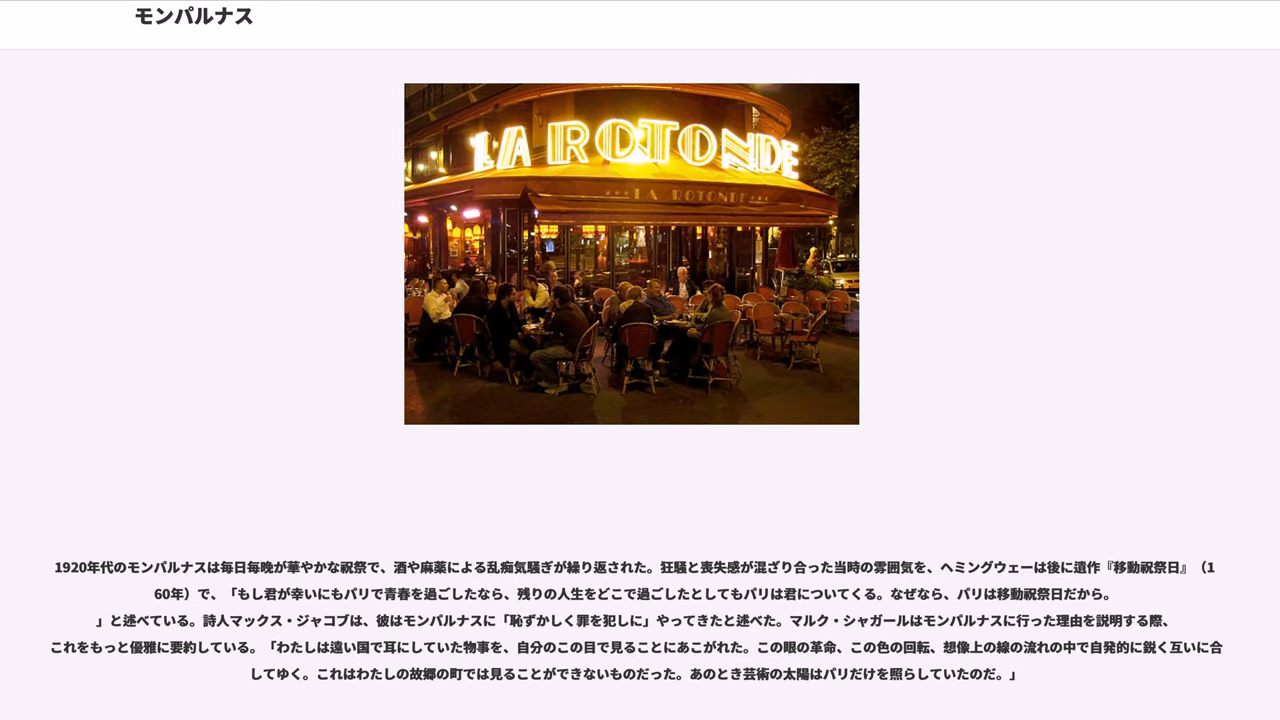 モンパルナス
LA ROTONDE
***LA ROTONDE***
1920年代のモンパルナスは毎日毎晩が華やかな祝祭で、酒や麻薬による乱痴気騒ぎが繰り返された。狂騒と喪失感が混ざり合った当時の雰囲気を、ヘミングウェーは後に遺作『移動祝祭日』（1
60年）で、「もし君が幸いにもパリで青春を過ごしたなら、残りの人生をどこで過ごしたとしてもパリは君についてくる。なぜなら、パリは移動祝祭日だから。
」と述べている。詩人マックス・ジャコブは、彼はモンパルナスに「恥ずかしく罪を犯しに」やってきたと述べた。マルク・シャガールはモンパルナスに行った理由を説明する際、
これをもっと優雅に要約している。「わたしは遠い国で耳にしていた物事を、自分のこの目で見ることにあこがれた。この眼の革命、この色の回転、想像上の線の流れの中で自発的に鋭く互いに合
してゆく。これはわたしの故郷の町では見ることができないものだった。あのとき芸術の太陽はパリだけを照らしていたのだ。」